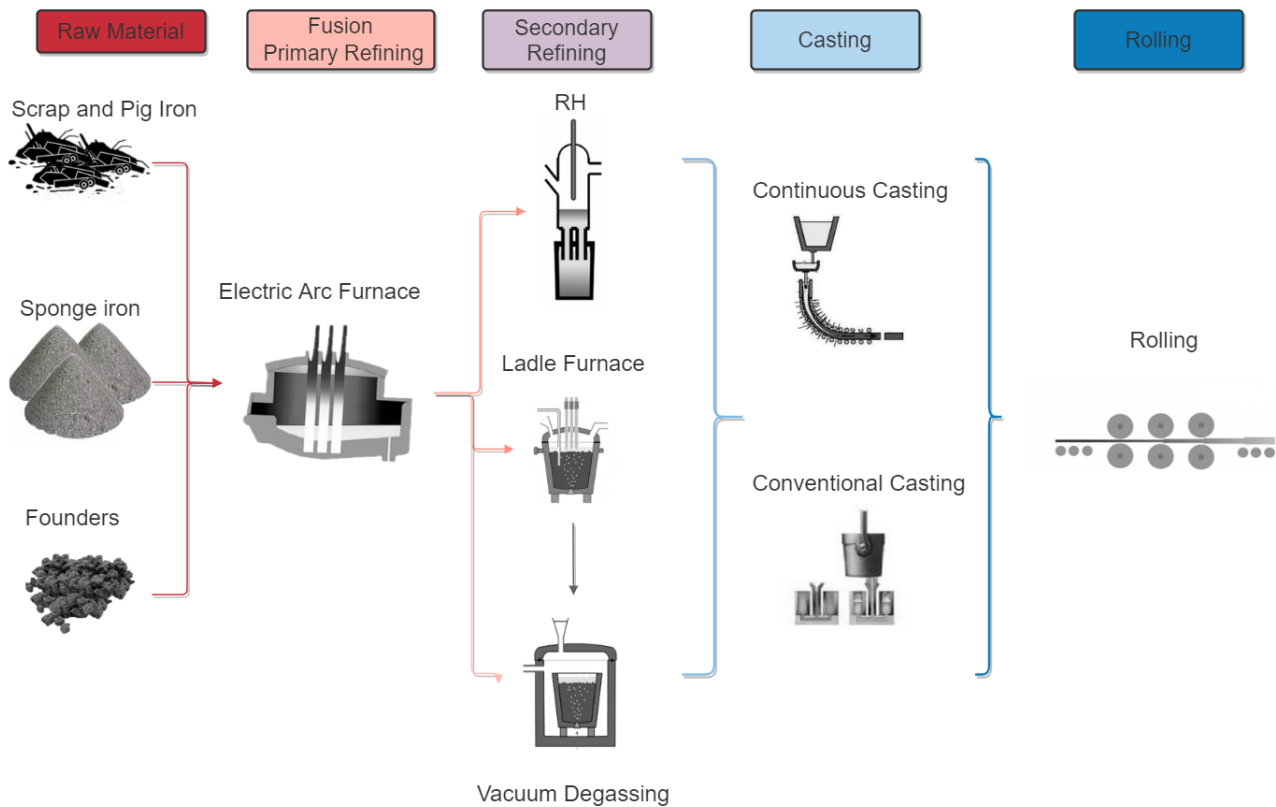 Raw Material
Fusion
Primary Refining
Secondary
Refining
Casting
Rolling
Scrap and Pig Iron
Sponge iron
Founders
Electric Arc Furnace
RH
Ladle Furnace
Vacuum Degassing
Continuous Casting
Conventional Casting
Rolling